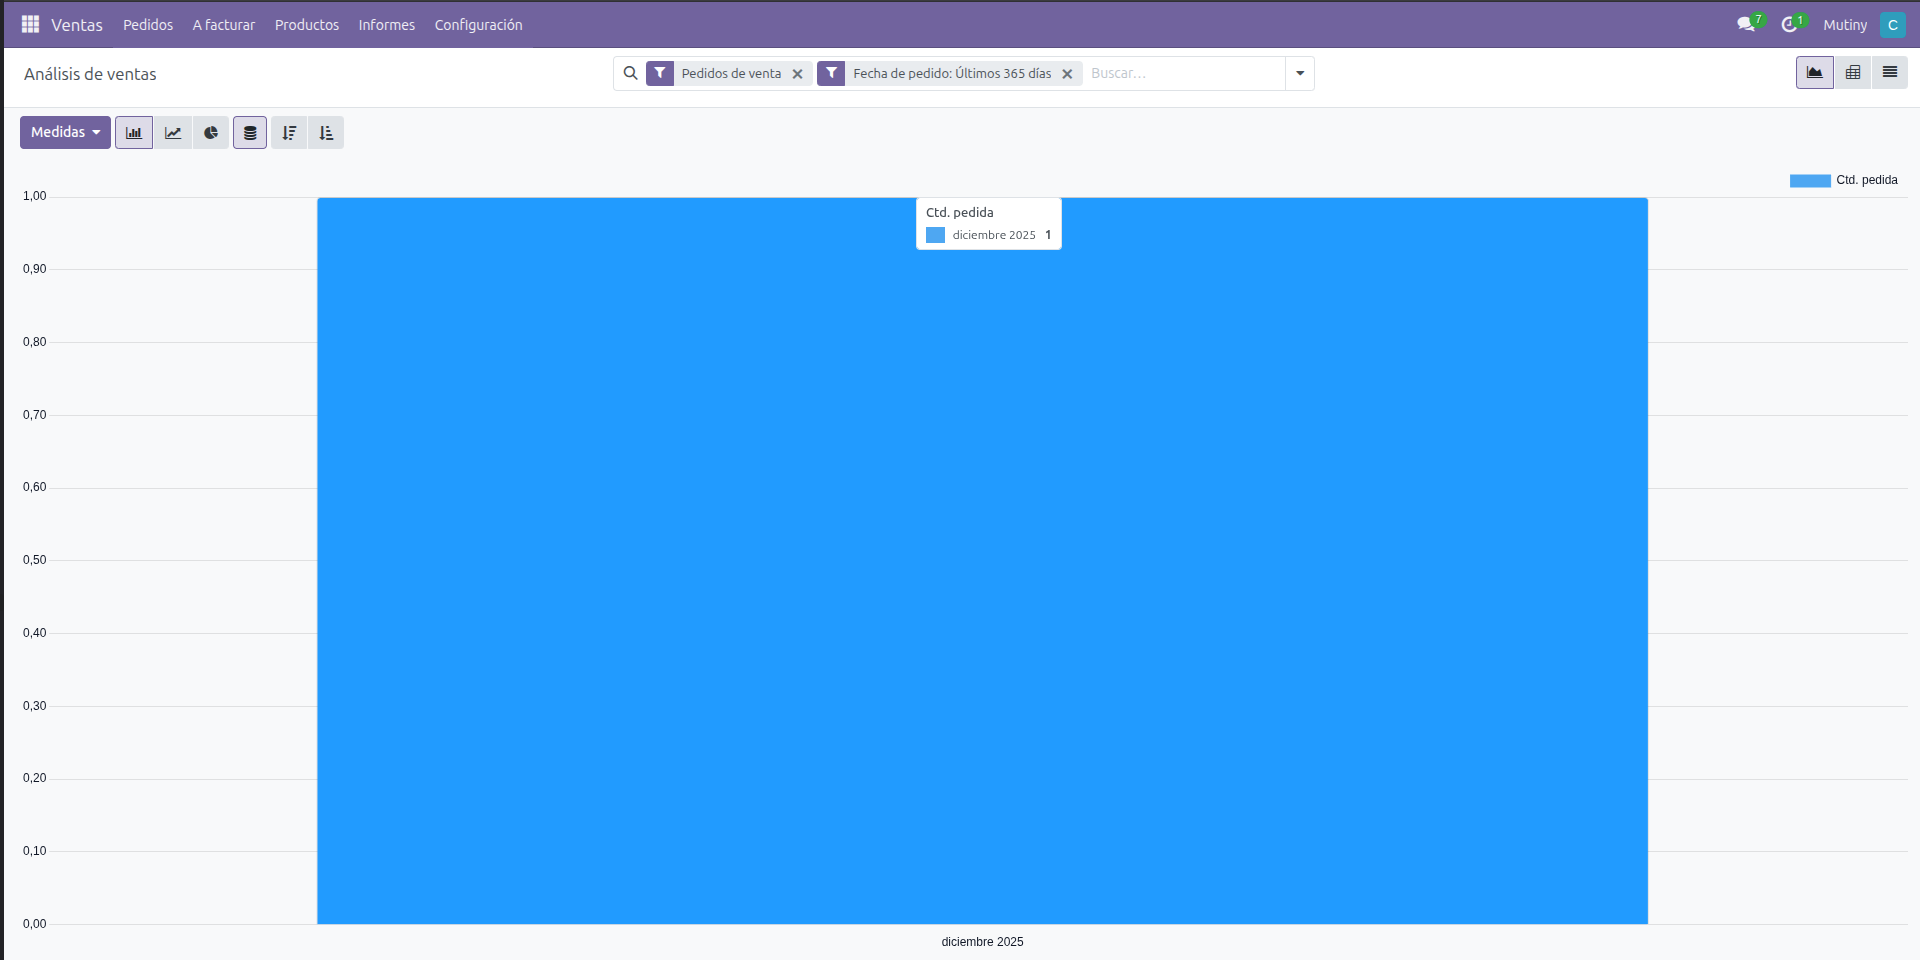 Ventas Pedidos A facturar Productos Informes Configuración 7 1 Mutiny C
Análisis de ventas Pedidos de venta Fecha de pedido: Últimos 365 días Buscar...
Medidas
Ctd. pedida
1,00
Ctd. pedida
diciembre 2025 1
0,90
0,80
0,70
0,60
0,50
0,40
0,30
0,20
0,10
0,00
diciembre 2025